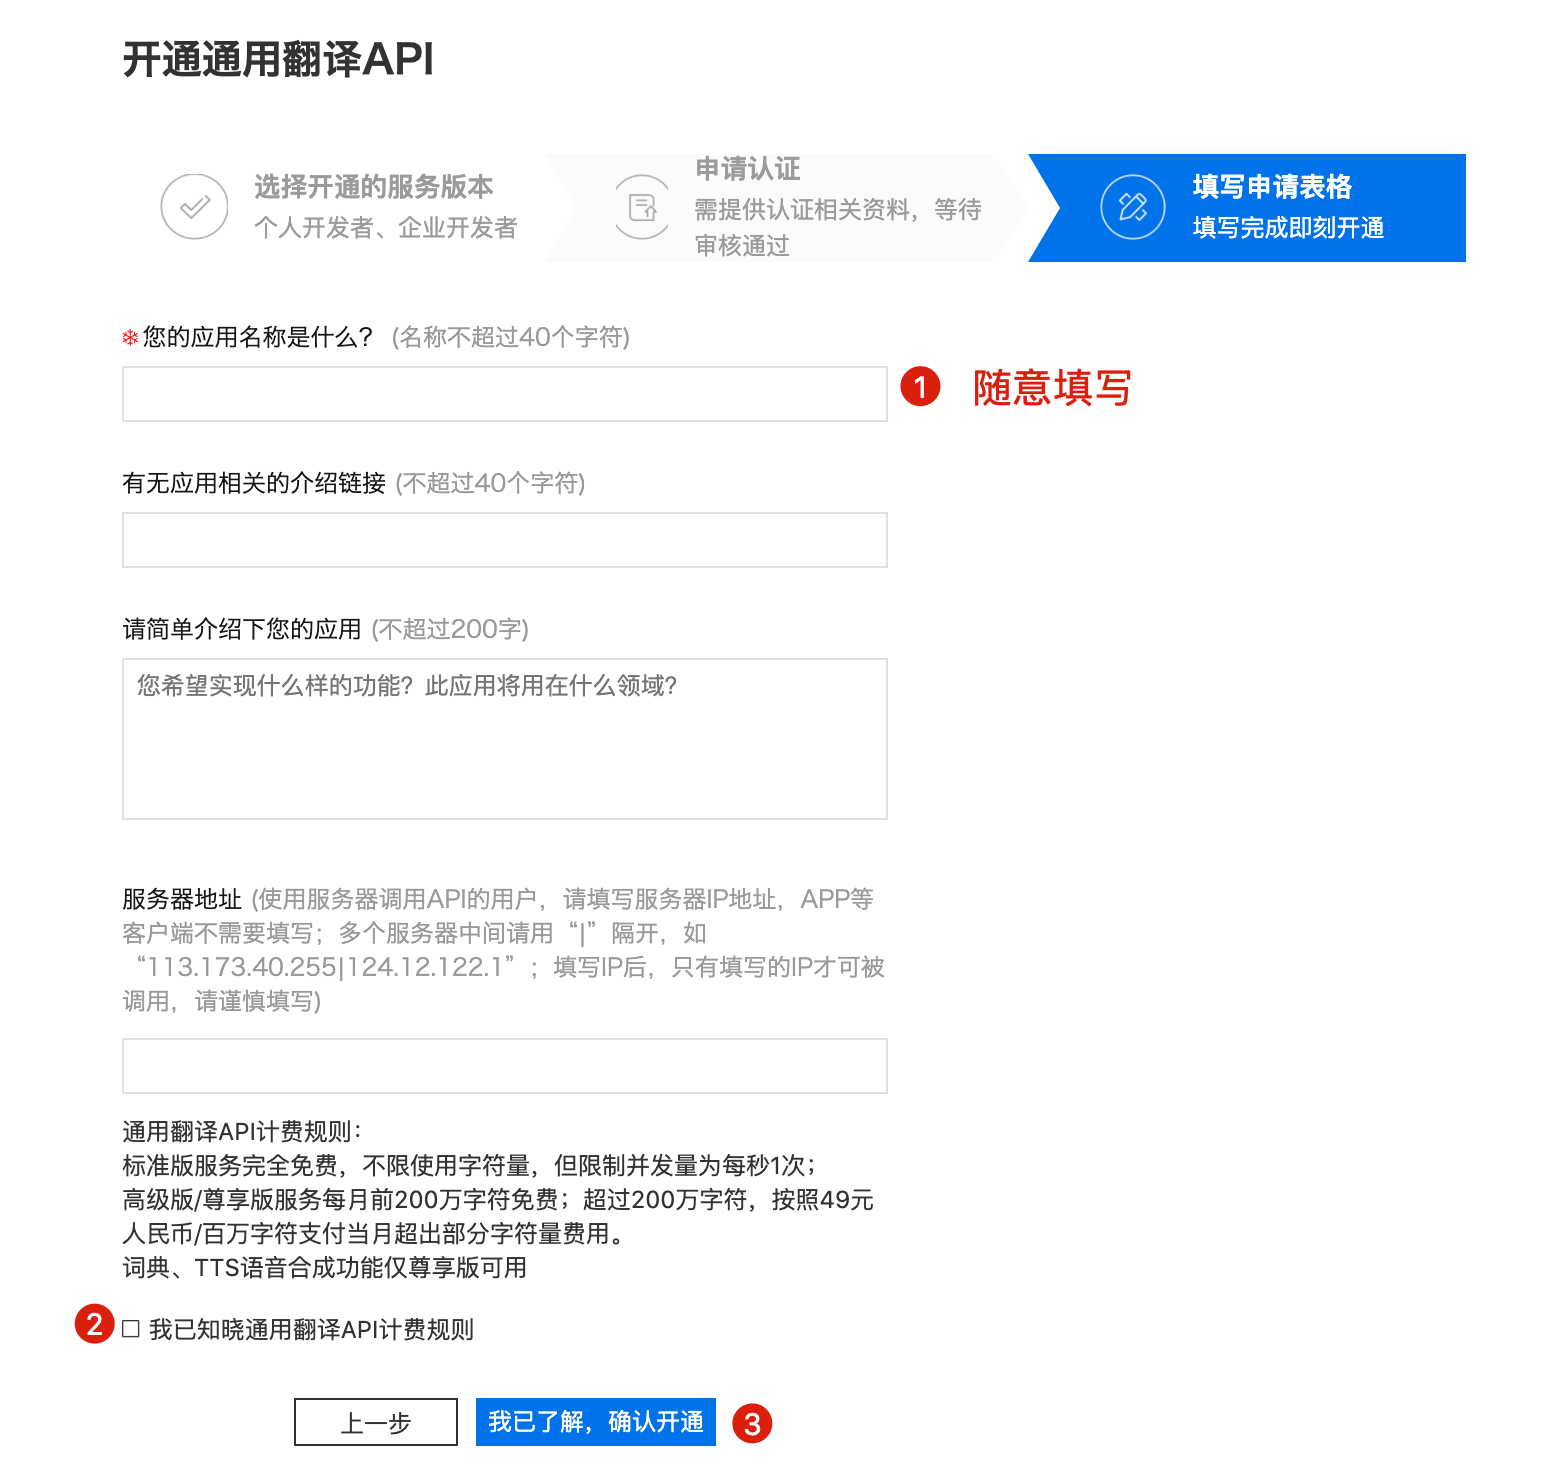 开通通用翻译API
选择开通的服务版本
个人开发者、企业开发者
申请认证
需提供认证相关资料，等待
审核通过
填写申请表格
填写完成即刻开通
您的应用名称是什么？ (名称不超过40个字符)
1 随意填写
有无应用相关的介绍链接 (不超过40个字符)
请简单介绍下您的应用 (不超过200字)
您希望实现什么样的功能？此应用将用在什么领域？
服务器地址 (使用服务器调用API的用户，请填写服务器IP地址，APP等
客户端不需要填写；多个服务器中间请用“|”隔开，如
“113.173.40.255|124.12.122.1”；填写IP后，只有填写的IP才可被
调用，请谨慎填写)
通用翻译API计费规则：
标准版服务完全免费，不限使用字符量，但限制并发量为每秒1次；
高级版/尊享版服务每月前200万字符免费；超过200万字符，按照49元
人民币/百万字符支付当月超出部分字符量费用。
词典、TTS语音合成功能仅尊享版可用
2 我已知晓通用翻译API计费规则
上一步 我已了解，确认开通 3